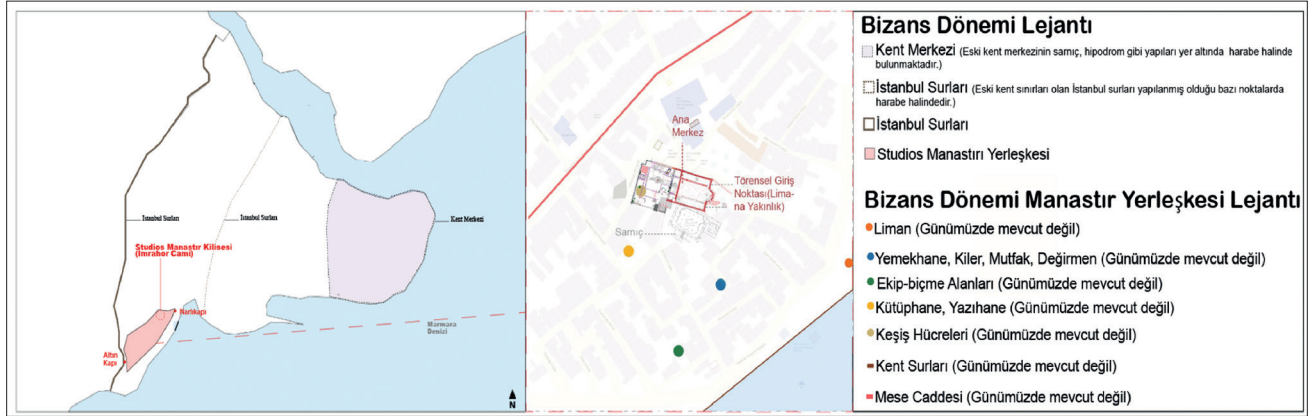 İstanbul Surları
İstanbul Surları
Kent Merkezi
Studios Manastır Kilisesi
(İmrahor Cami)
Narlıkapı
Altın
Kapı
Marmara
Denizi
N
Ana
Merkez
Törensel Giriş
Noktası(Lima-
na Yakınlık)
Sarnıç
Bizans Dönemi Lejantı
Kent Merkezi (Eski kent merkezinin sarnıç, hipodrom gibi yapıları yer altında harabe halinde
bulunmaktadır.)
İstanbul Surları (Eski kent sınırları olan İstanbul surları yapılanmış olduğu bazı noktalarda
harabe halindedir.)
İstanbul Surları
Studios Manastırı Yerleşkesi
Bizans Dönemi Manastır Yerleşkesi Lejantı
Liman (Günümüzde mevcut değil)
Yemekhane, Kiler, Mutfak, Değirmen (Günümüzde mevcut değil)
Ekip-biçme Alanları (Günümüzde mevcut değil)
Kütüphane, Yazıhane (Günümüzde mevcut değil)
Keşiş Hücreleri (Günümüzde mevcut değil)
Kent Surları (Günümüzde mevcut değil)
Mese Caddesi (Günümüzde mevcut değil)